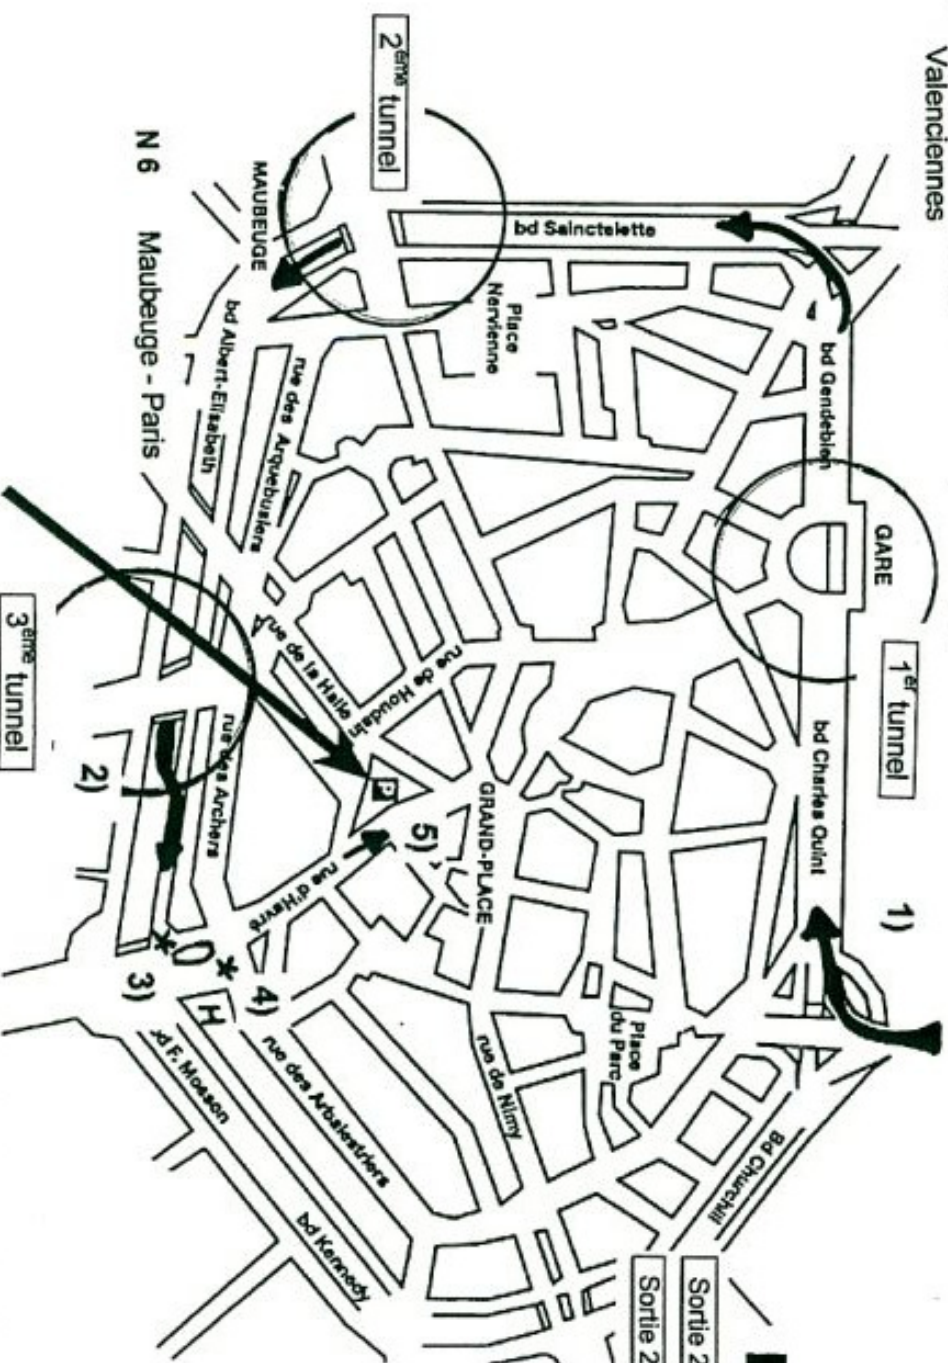 Valenciennes
2ème tunnel
N 6 Maubeuge - Paris
MAUBEUGE
bd Sainctelette
Place
Nervienne
bd Gendebien
GARE
1er tunnel
bd Albert-Elisabeth
rue des Arquebusiers
rue de la Halle
rue de Houdain
3ème tunnel
rue des Archers
P
GRAND-PLACE
bd Charles Quint
1)
2)
3)
4)
5)
rue d'Havré
H
bd F. Masson
rue des Arbalestriers
rue de Nimy
Place
du Parc
Bd Churchill
bd Kennedy
Sortie 2
Sortie 2